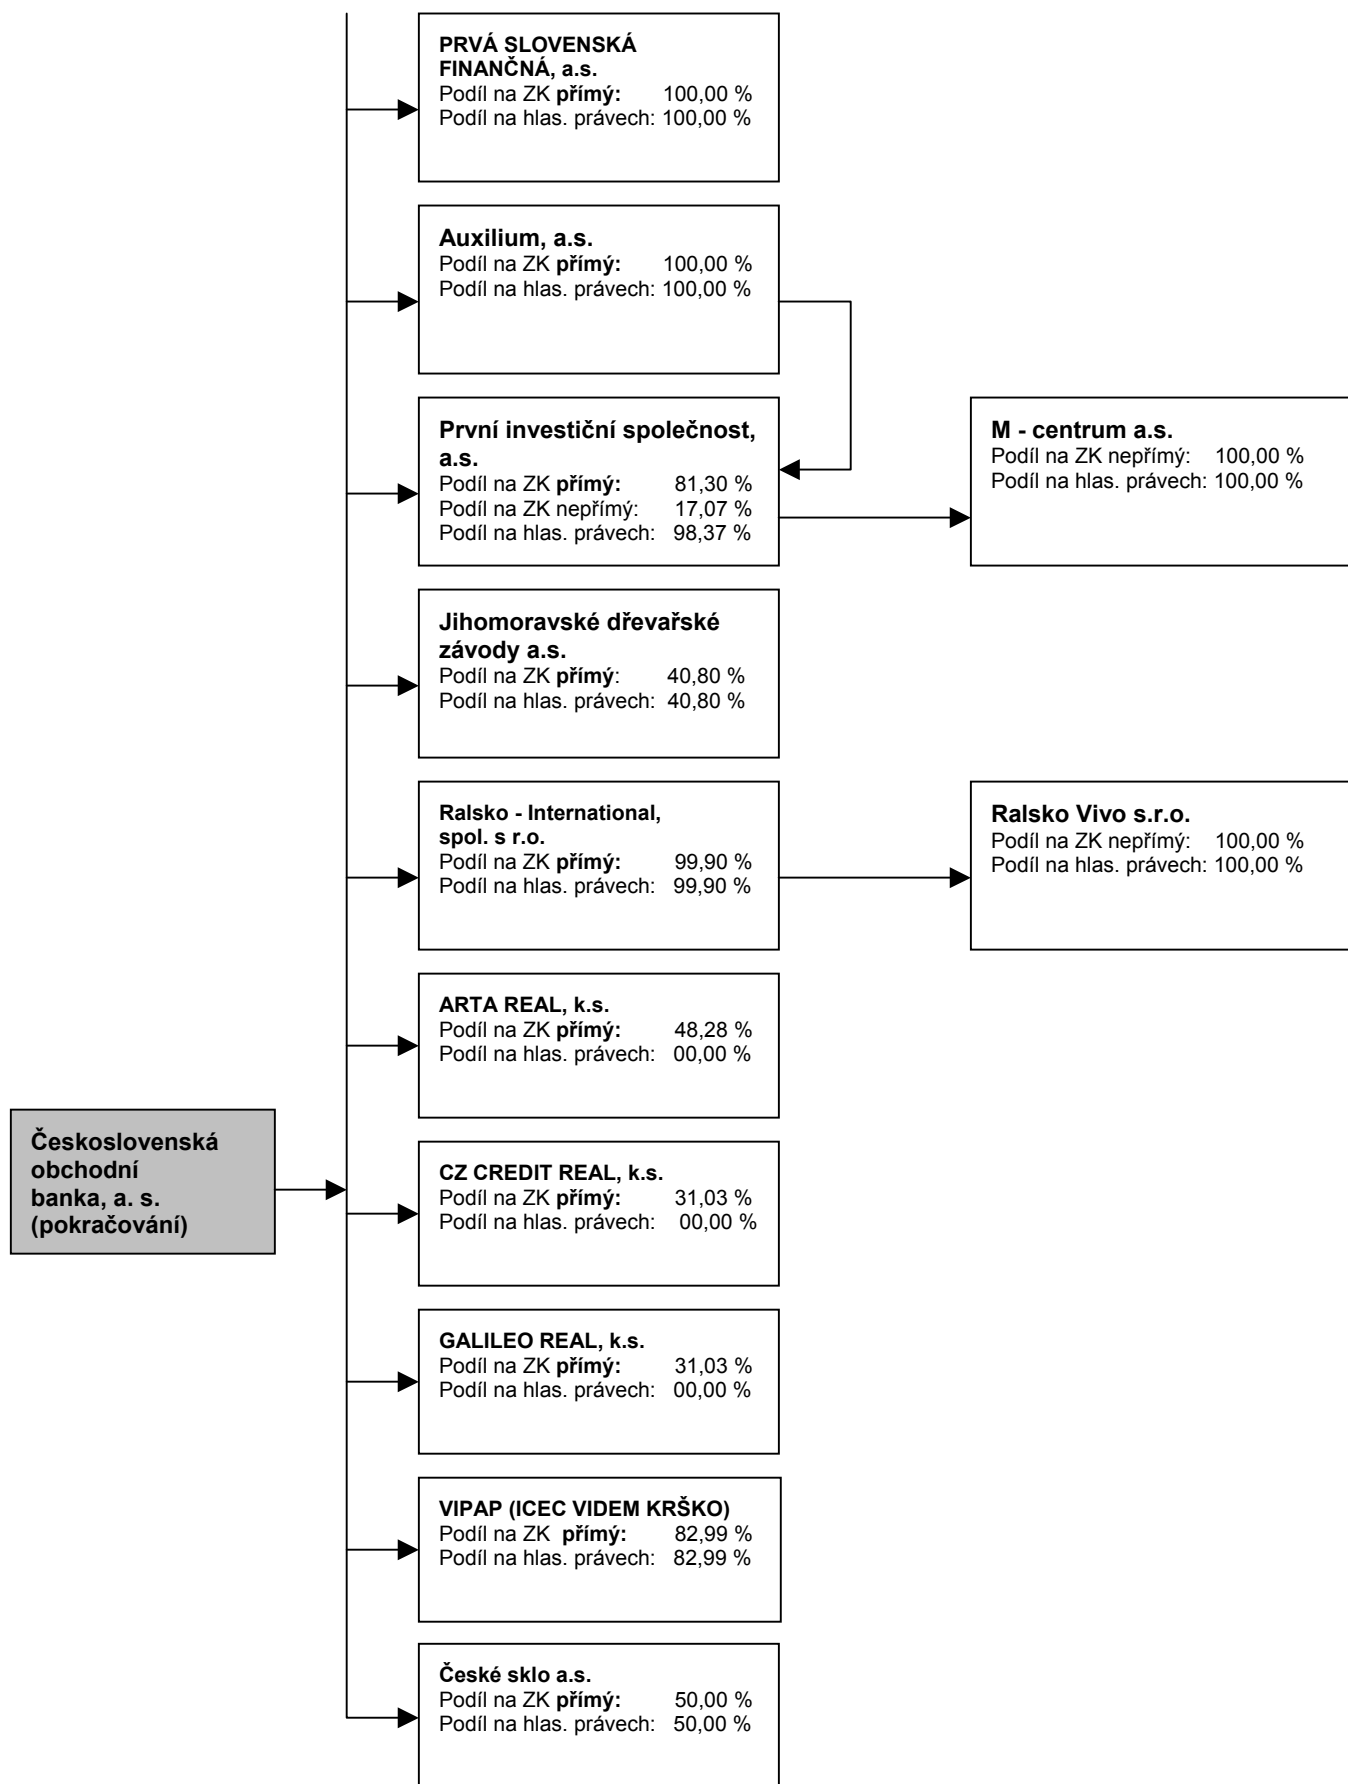 PRVÁ SLOVENSKÁ
FINANČNÁ, a.s.
Podíl na ZK přímý: 100,00 %
Podíl na hlas. právech: 100,00 %
Auxilium, a.s.
Podíl na ZK přímý: 100,00 %
Podíl na hlas. právech: 100,00 %
První investiční společnost,
a.s.
Podíl na ZK přímý: 81,30 %
Podíl na ZK nepřímý: 17,07 %
Podíl na hlas. právech: 98,37 %
M - centrum a.s.
Podíl na ZK nepřímý: 100,00 %
Podíl na hlas. právech: 100,00 %
Jihomoravské dřevařské
závody a.s.
Podíl na ZK přímý: 40,80 %
Podíl na hlas. právech: 40,80 %
Ralsko - International,
spol. s r.o.
Podíl na ZK přímý: 99,90 %
Podíl na hlas. právech: 99,90 %
Ralsko Vivo s.r.o.
Podíl na ZK nepřímý: 100,00 %
Podíl na hlas. právech: 100,00 %
ARTA REAL, k.s.
Podíl na ZK přímý: 48,28 %
Podíl na hlas. právech: 00,00 %
Československá
obchodní
banka, a. s.
(pokračování)
CZ CREDIT REAL, k.s.
Podíl na ZK přímý: 31,03 %
Podíl na hlas. právech: 00,00 %
GALILEO REAL, k.s.
Podíl na ZK přímý: 31,03 %
Podíl na hlas. právech: 00,00 %
VIPAP (ICEC VIDEM KRŠKO)
Podíl na ZK přímý: 82,99 %
Podíl na hlas. právech: 82,99 %
České sklo a.s.
Podíl na ZK přímý: 50,00 %
Podíl na hlas. právech: 50,00 %